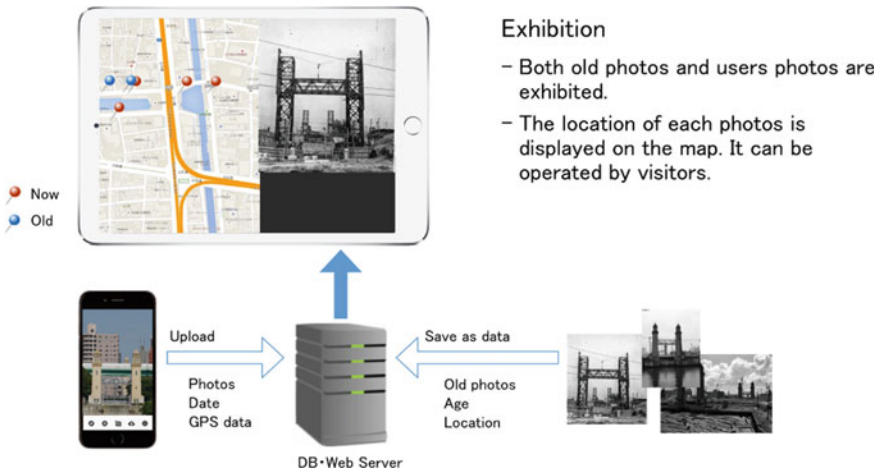 Exhibition
- Both old photos and users photos are
exhibited.
- The location of each photos is
displayed on the map. It can be
operated by visitors.
Now
Old
Upload
Photos
Date
GPS data
Save as data
Old photos
Age
Location
DB・Web Server